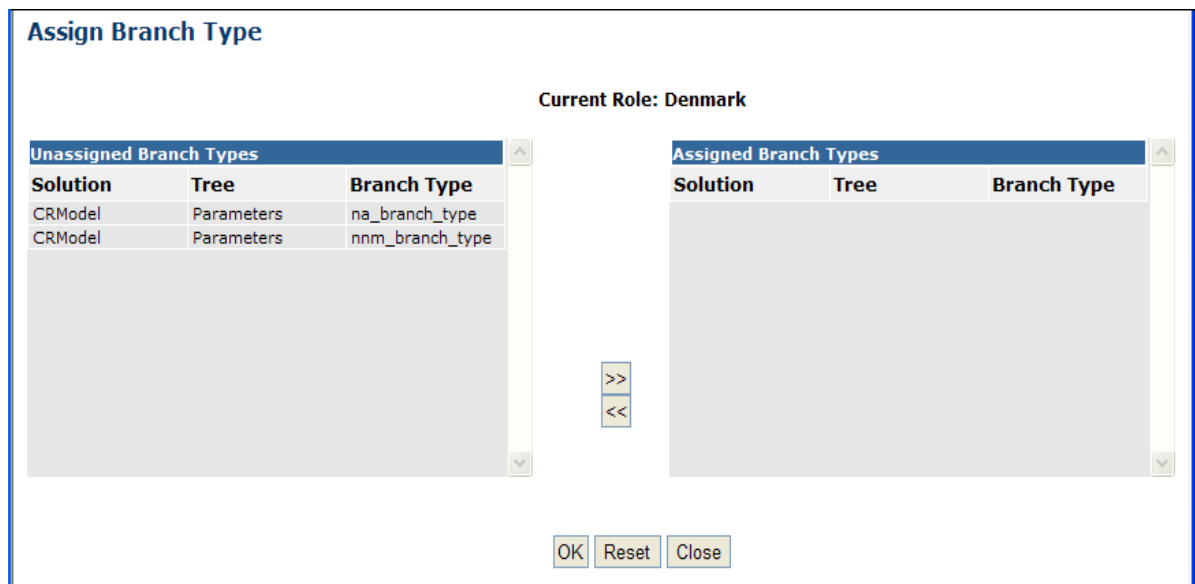 Assign Branch Type
Current Role: Denmark
Unassigned Branch Types
Solution Tree Branch Type
CRModel Parameters na_branch_type
CRModel Parameters nnm_branch_type
Assigned Branch Types
Solution Tree Branch Type
>>
<<
OK Reset Close